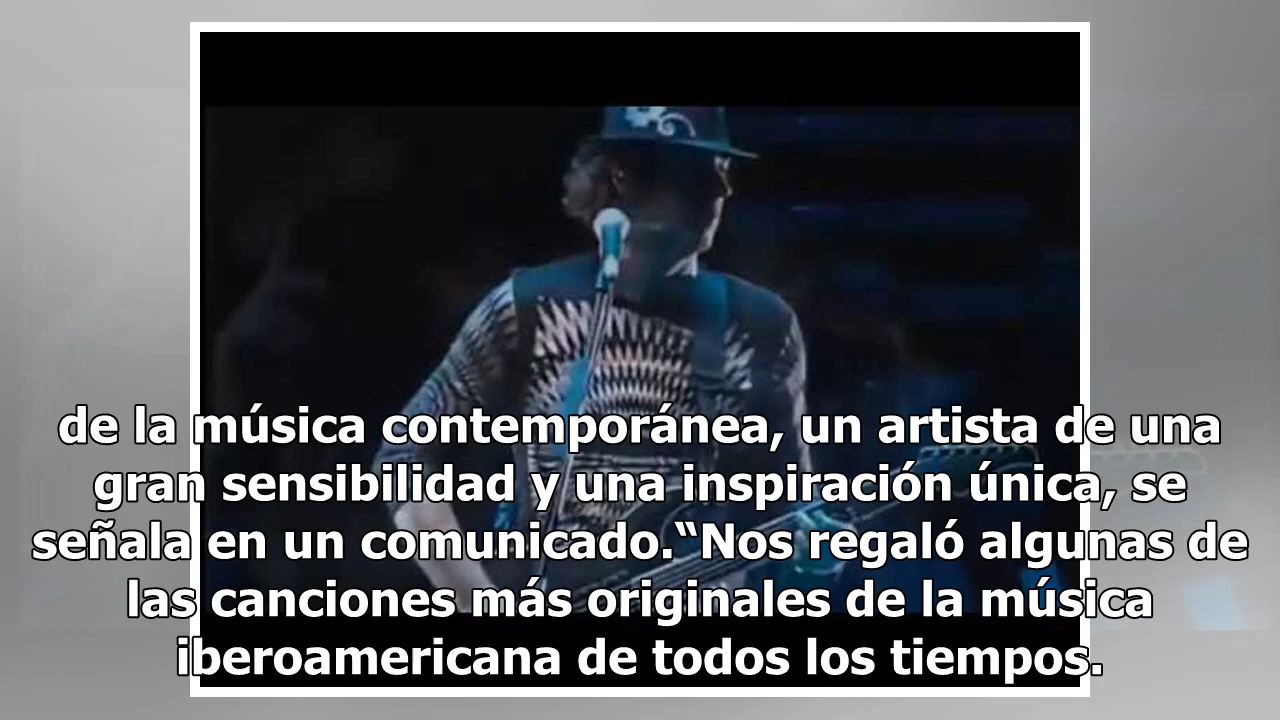 de la música contemporánea, un artista de una
gran sensibilidad y una inspiración única, se
señala en un comunicado.“Nos regaló algunas de
las canciones más originales de la música
iberoamericana de todos los tiempos.